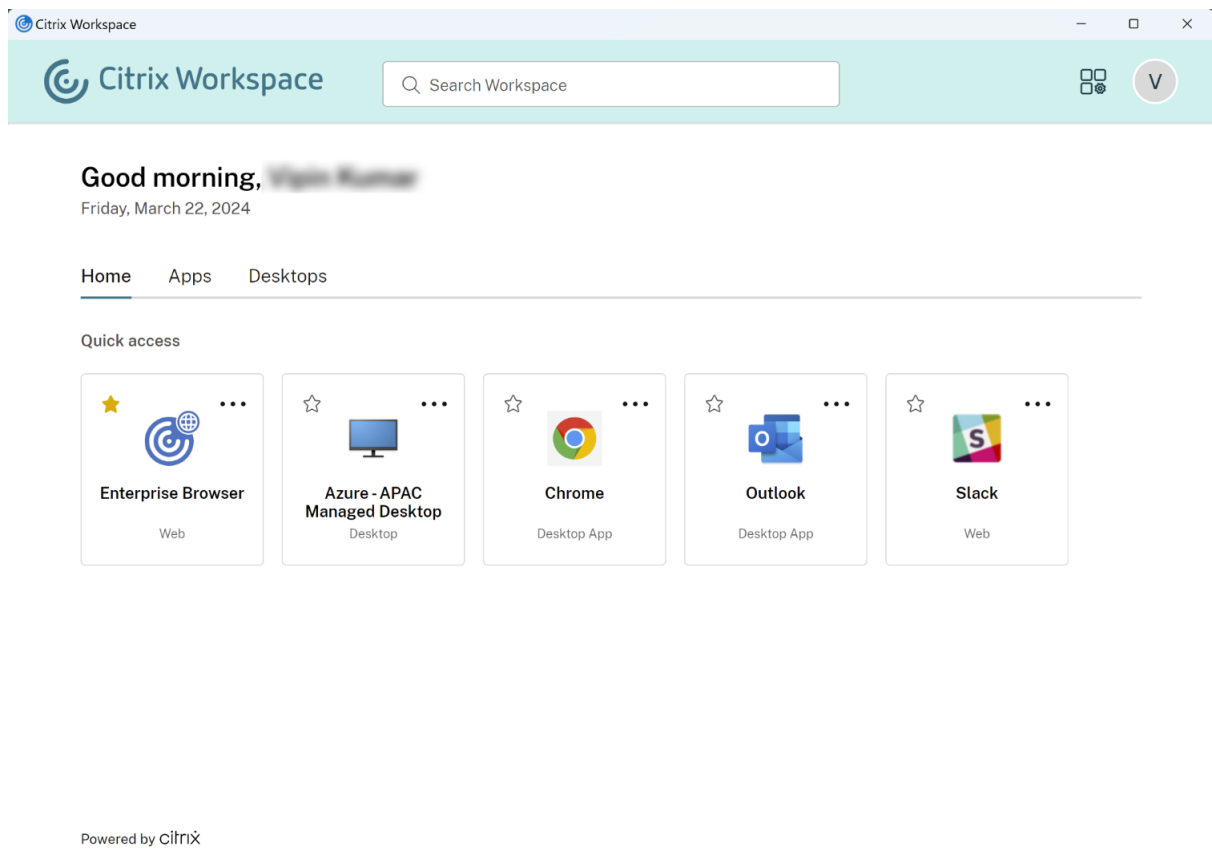 Citrix Workspace
Citrix Workspace
Search Workspace
V
Good morning,
Friday, March 22, 2024
Home Apps Desktops
Quick access
Enterprise Browser
Web
Azure - APAC
Managed Desktop
Desktop
Chrome
Desktop App
O
Outlook
Desktop App
S
Slack
Web
Powered by citrix